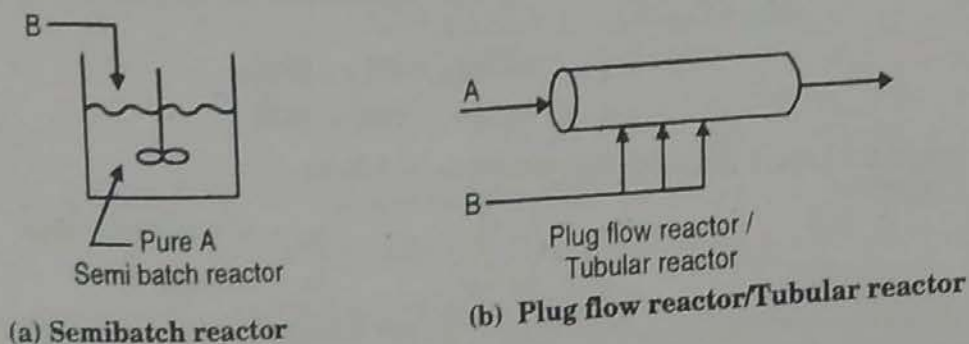 B
Pure A
Semi batch reactor
(a) Semibatch reactor
A
B
Plug flow reactor /
Tubular reactor
(b) Plug flow reactor/Tubular reactor